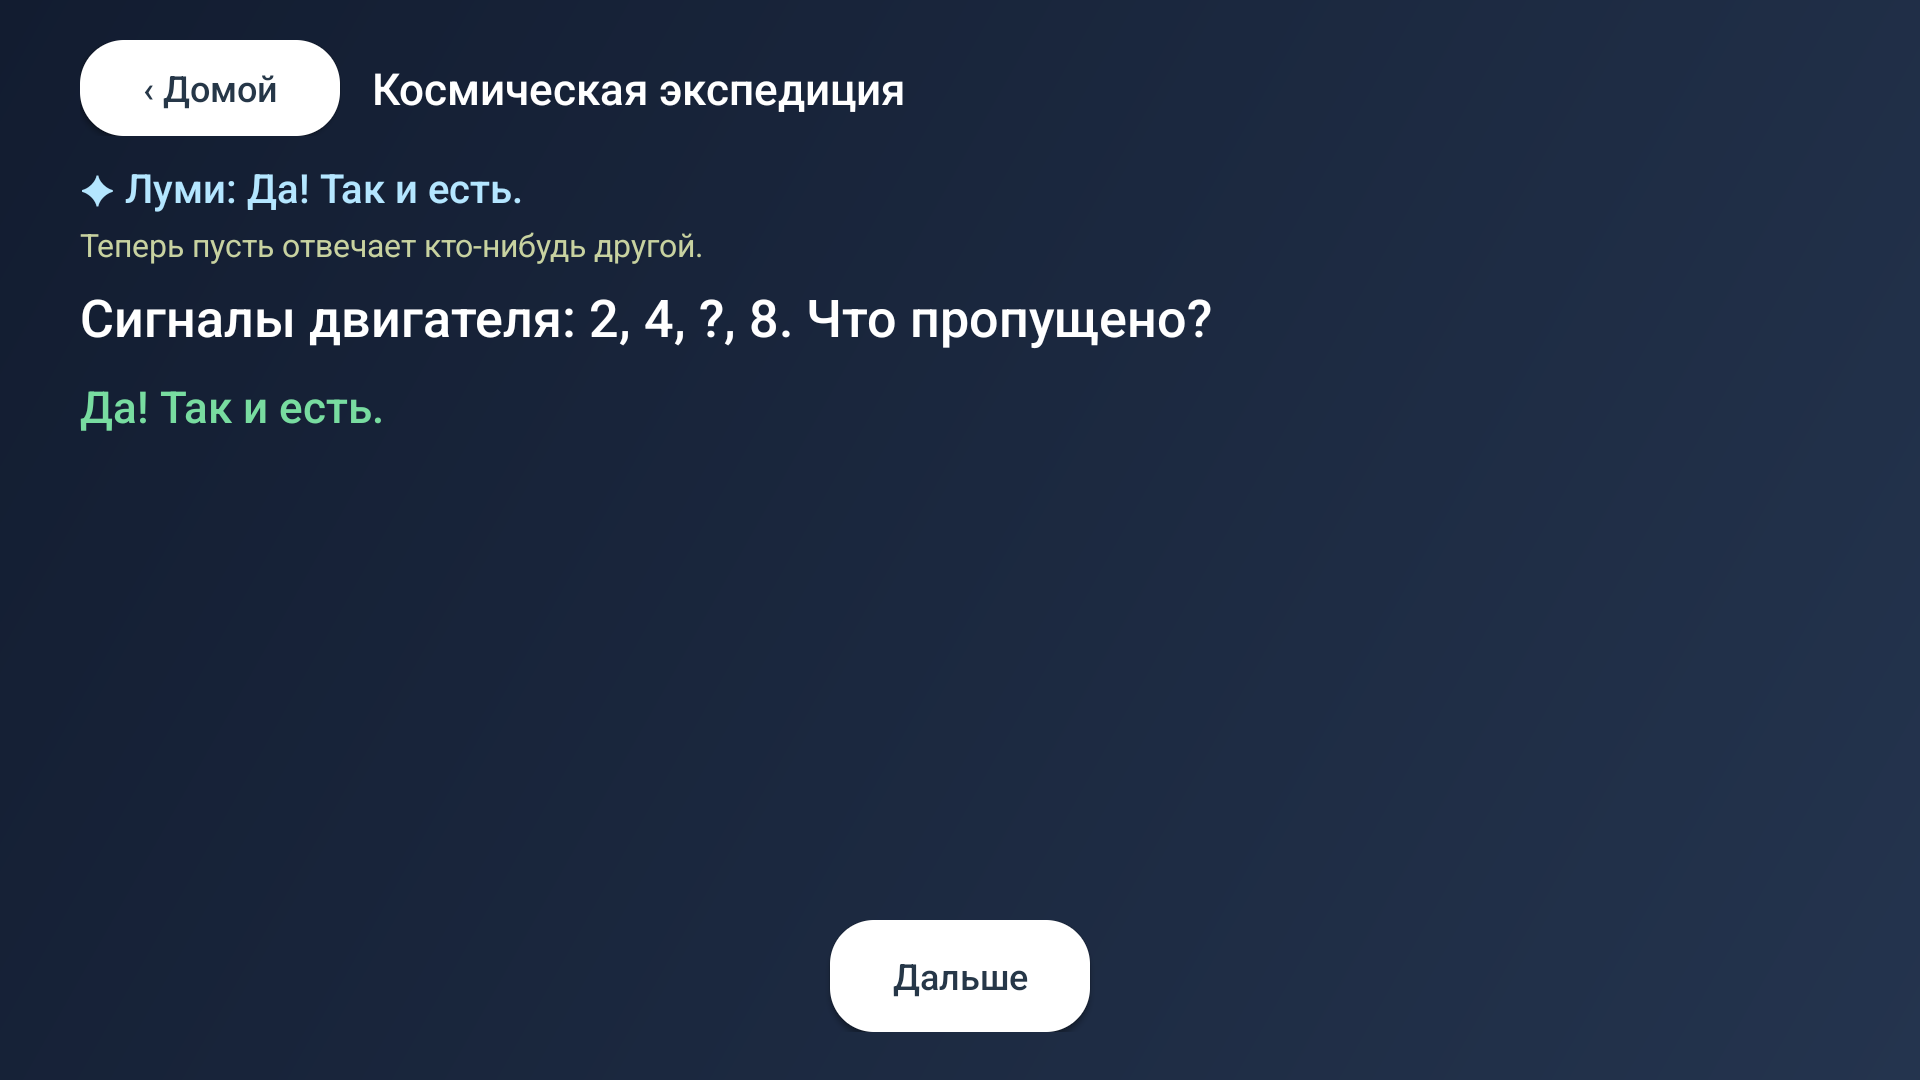 ‹ Домой
Космическая экспедиция
✦ Луми: Да! Так и есть.
Теперь пусть отвечает кто-нибудь другой.
Сигналы двигателя: 2, 4, ?, 8. Что пропущено?
Да! Так и есть.
Дальше